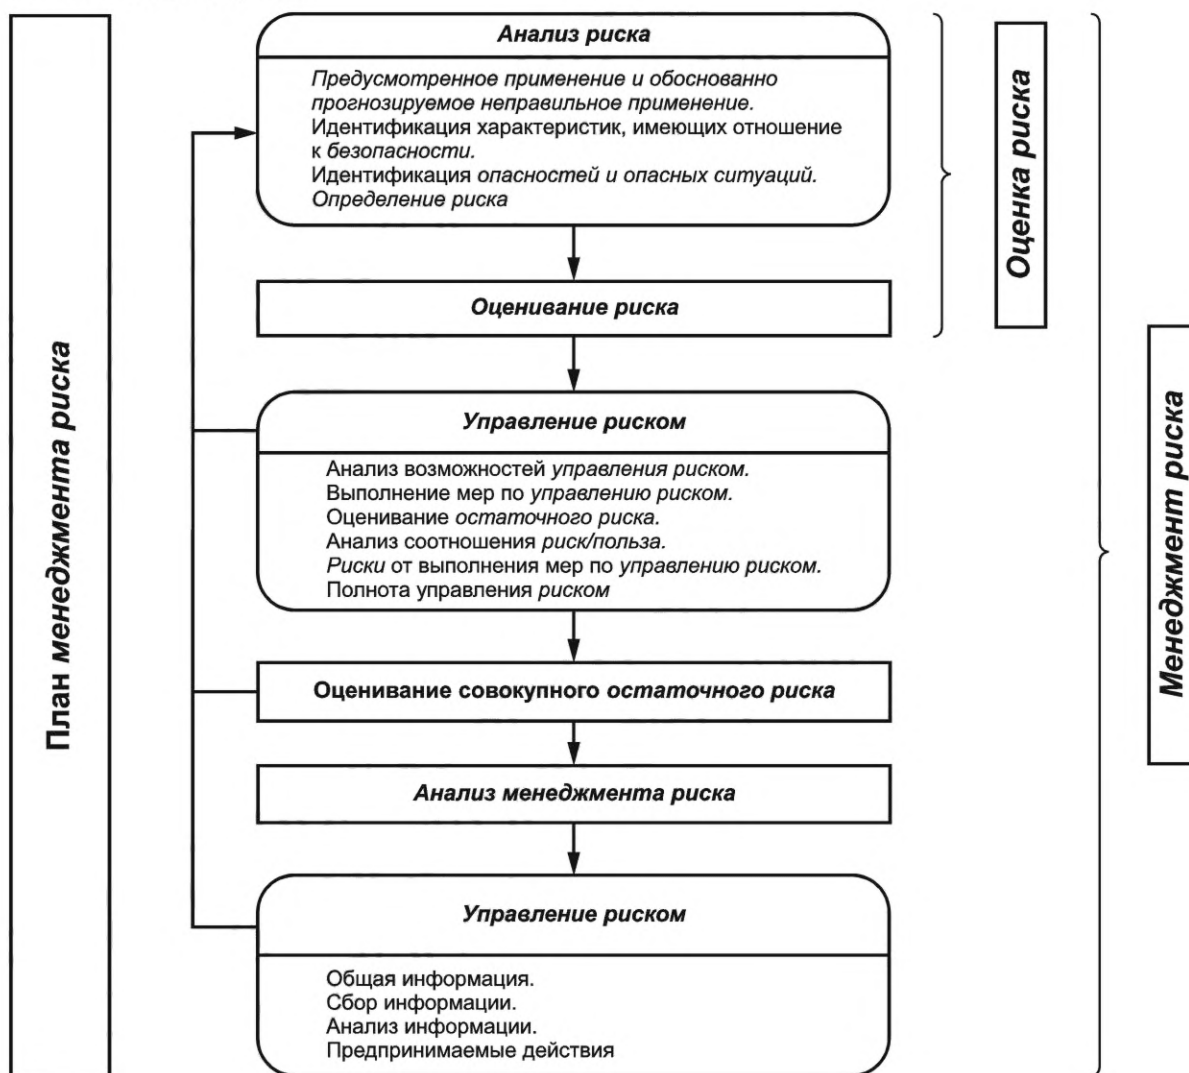 План менеджмента риска
Анализ риска
Предусмотренное применение и обоснованно
прогнозируемое неправильное применение.
Идентификация характеристик, имеющих отношение
к безопасности.
Идентификация опасностей и опасных ситуаций.
Определение риска
Оценивание риска
Управление риском
Анализ возможностей управления риском.
Выполнение мер по управлению риском.
Оценивание остаточного риска.
Анализ соотношения риск/польза.
Риски от выполнения мер по управлению риском.
Полнота управления риском
Оценивание совокупного остаточного риска
Анализ менеджмента риска
Управление риском
Общая информация.
Сбор информации.
Анализ информации.
Предпринимаемые действия
Оценка риска
Менеджмент риска